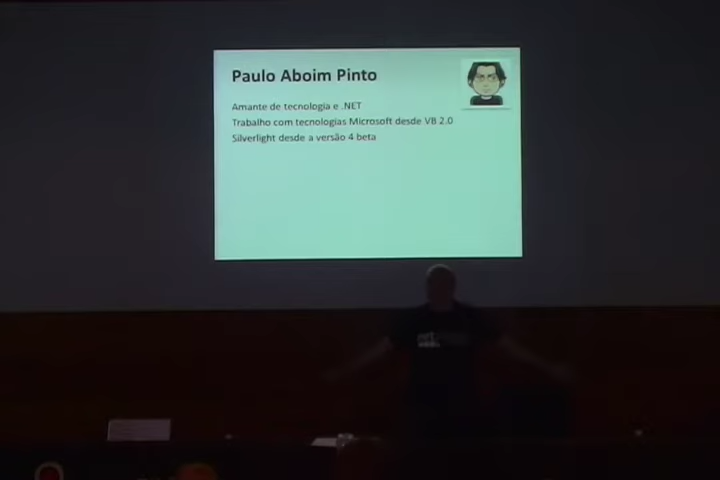 Paulo Aboim Pinto
Amante de tecnologia e .NET
Trabalho com tecnologias Microsoft desde VB 2.0
Silverlight desde a versão 4 beta